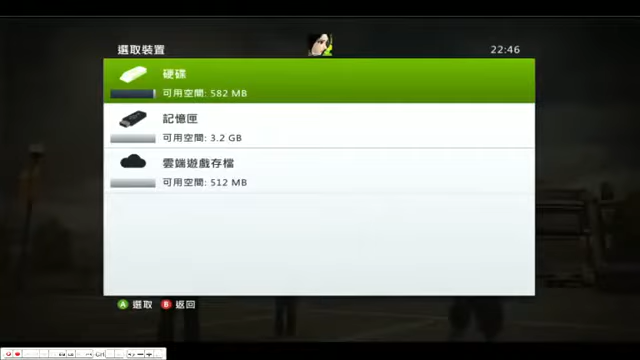 選取裝置
22:46
硬碟
可用空間: 582 MB
記憶匣
可用空間: 3.2 GB
雲端遊戲存檔
可用空間: 512 MB
A 選取 B 返回
Ctrl